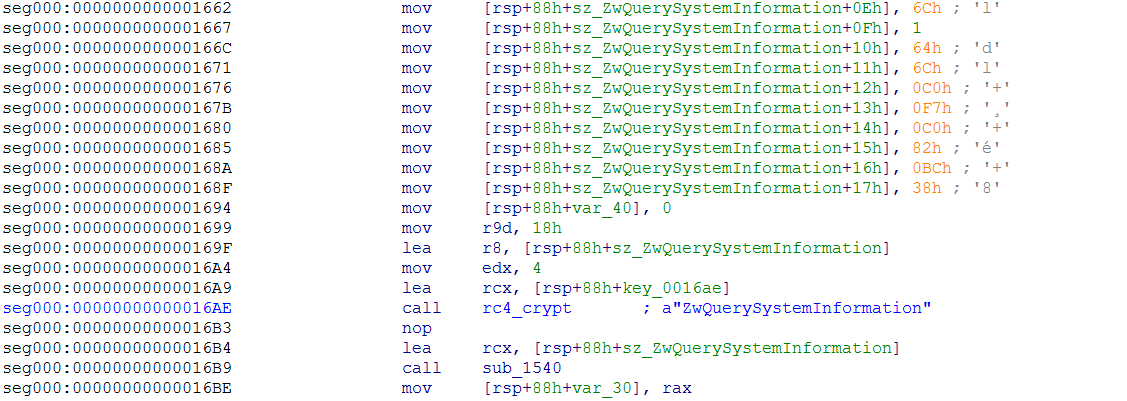 seg000:0000000000001662 mov [rsp+88h+sz_ZwQuerySystemInformation+0Eh], 6Ch ; 'l'
seg000:0000000000001667 mov [rsp+88h+sz_ZwQuerySystemInformation+0Fh], 1
seg000:000000000000166C mov [rsp+88h+sz_ZwQuerySystemInformation+10h], 64h ; 'd'
seg000:0000000000001671 mov [rsp+88h+sz_ZwQuerySystemInformation+11h], 6Ch ; 'l'
seg000:0000000000001676 mov [rsp+88h+sz_ZwQuerySystemInformation+12h], 0C0h ; '+'
seg000:000000000000167B mov [rsp+88h+sz_ZwQuerySystemInformation+13h], 0F7h ; '¸'
seg000:0000000000001680 mov [rsp+88h+sz_ZwQuerySystemInformation+14h], 0C0h ; '+'
seg000:0000000000001685 mov [rsp+88h+sz_ZwQuerySystemInformation+15h], 82h ; 'é'
seg000:000000000000168A mov [rsp+88h+sz_ZwQuerySystemInformation+16h], 0BCh ; '+'
seg000:000000000000168F mov [rsp+88h+sz_ZwQuerySystemInformation+17h], 38h ; '8'
seg000:0000000000001694 mov [rsp+88h+var_40], 0
seg000:0000000000001699 mov r9d, 18h
seg000:000000000000169F lea r8, [rsp+88h+sz_ZwQuerySystemInformation]
seg000:00000000000016A4 mov edx, 4
seg000:00000000000016A9 lea rcx, [rsp+88h+key_0016ae]
seg000:00000000000016AE call rc4_crypt ; a"ZwQuerySystemInformation"
seg000:00000000000016B3 nop
seg000:00000000000016B4 lea rcx, [rsp+88h+sz_ZwQuerySystemInformation]
seg000:00000000000016B9 call sub_1540
seg000:00000000000016BE mov [rsp+88h+var_30], rax